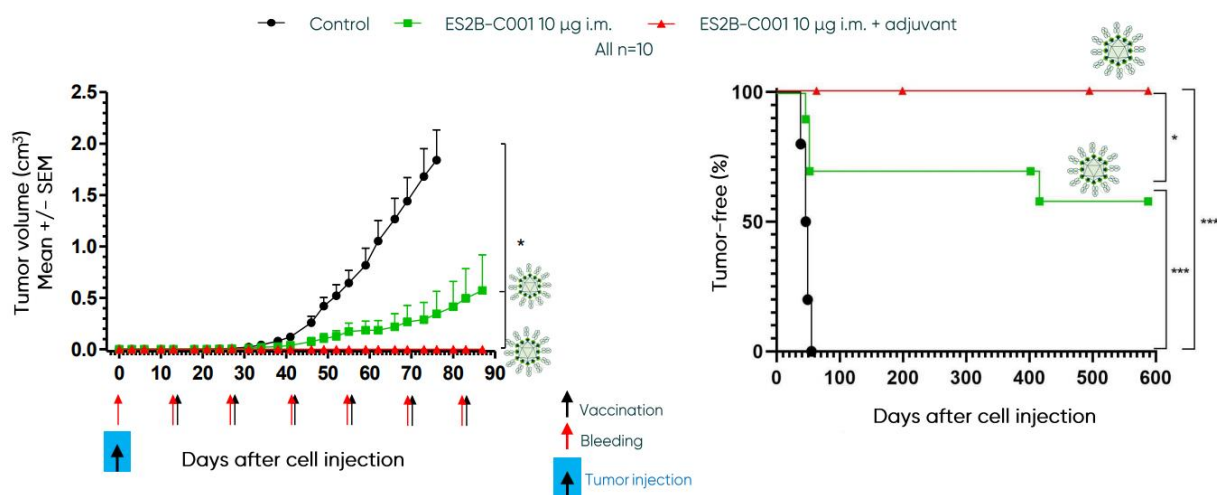 Control
ES2B-C001 10 µg i.m.
ES2B-C001 10 µg i.m. + adjuvant
All n=10
Tumor volume (cm³)
Mean +/- SEM
2.5
2.0
1.5
1.0
0.5
0.0
0 10 20 30 40 50 60 70 80 90
Days after cell injection
*
Vaccination
Bleeding
Tumor injection
Tumor-free (%)
100
50
0
0 100 200 300 400 500 600
Days after cell injection
*
***
***